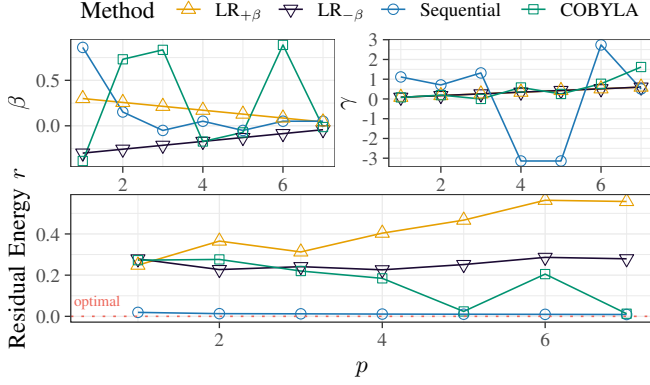 Method LR+β LR−β Sequential COBYLA
β
0.5
0.0
2 4 6
γ
3
2
1
0
-1
-2
-3
2 4 6
Residual Energy r
0.4
0.2
0.0
optimal
2 4 6
p